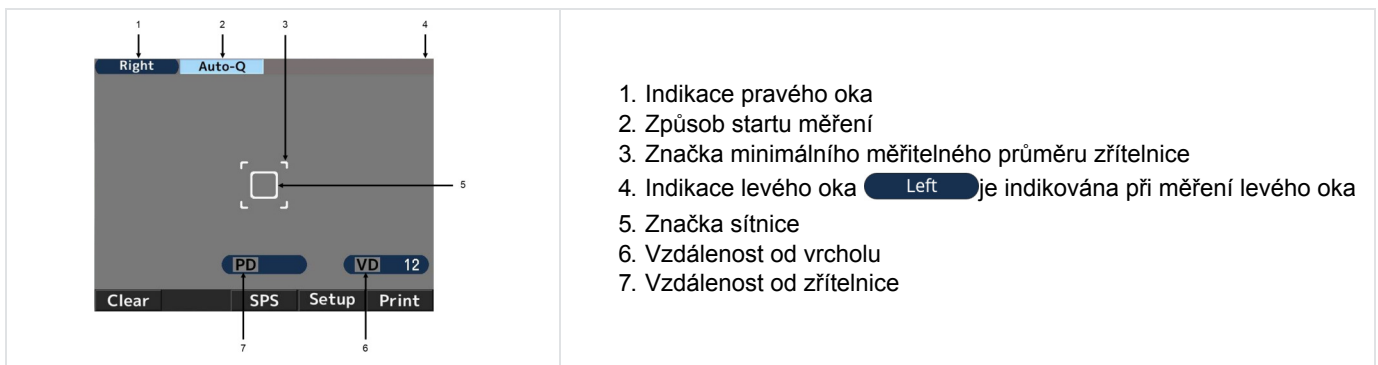 1 2 3 4
Right Auto-Q
5
PD VD 12
Clear SPS Setup Print
7 6
1. Indikace pravého oka
2. Způsob startu měření
3. Značka minimálního měřitelného průměru zřítelnice
4. Indikace levého oka Left je indikována při měření levého oka
5. Značka sítnice
6. Vzdálenost od vrcholu
7. Vzdálenost od zřítelnice